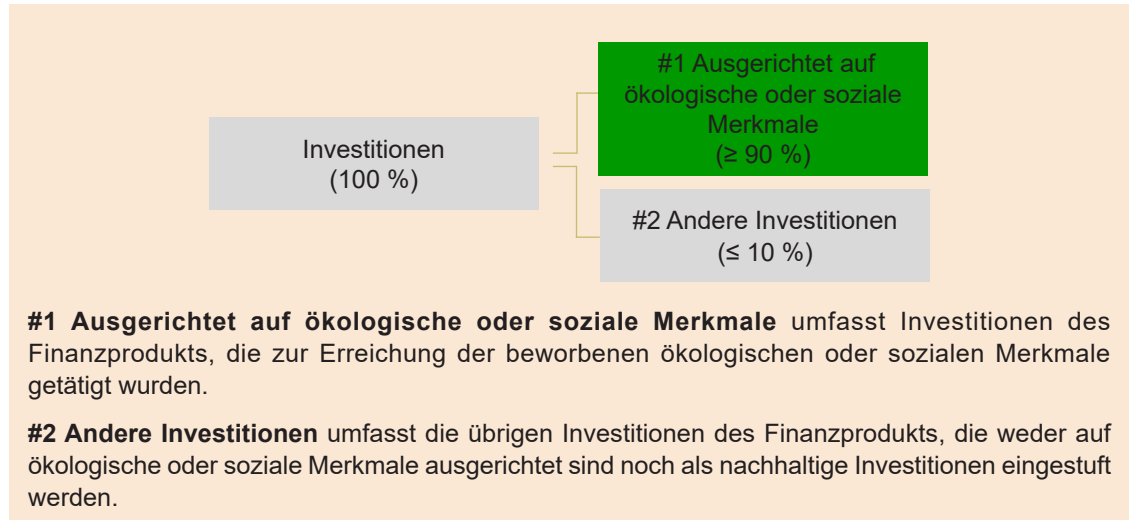 #1 Ausgerichtet auf
ökologische oder soziale
Merkmale
(≥ 90 %)
Investitionen
(100 %)
#2 Andere Investitionen
(≤ 10 %)
#1 Ausgerichtet auf ökologische oder soziale Merkmale umfasst Investitionen des
Finanzprodukts, die zur Erreichung der beworbenen ökologischen oder sozialen Merkmale
getätigt wurden.
#2 Andere Investitionen umfasst die übrigen Investitionen des Finanzprodukts, die weder auf
ökologische oder soziale Merkmale ausgerichtet sind noch als nachhaltige Investitionen eingestuft
werden.